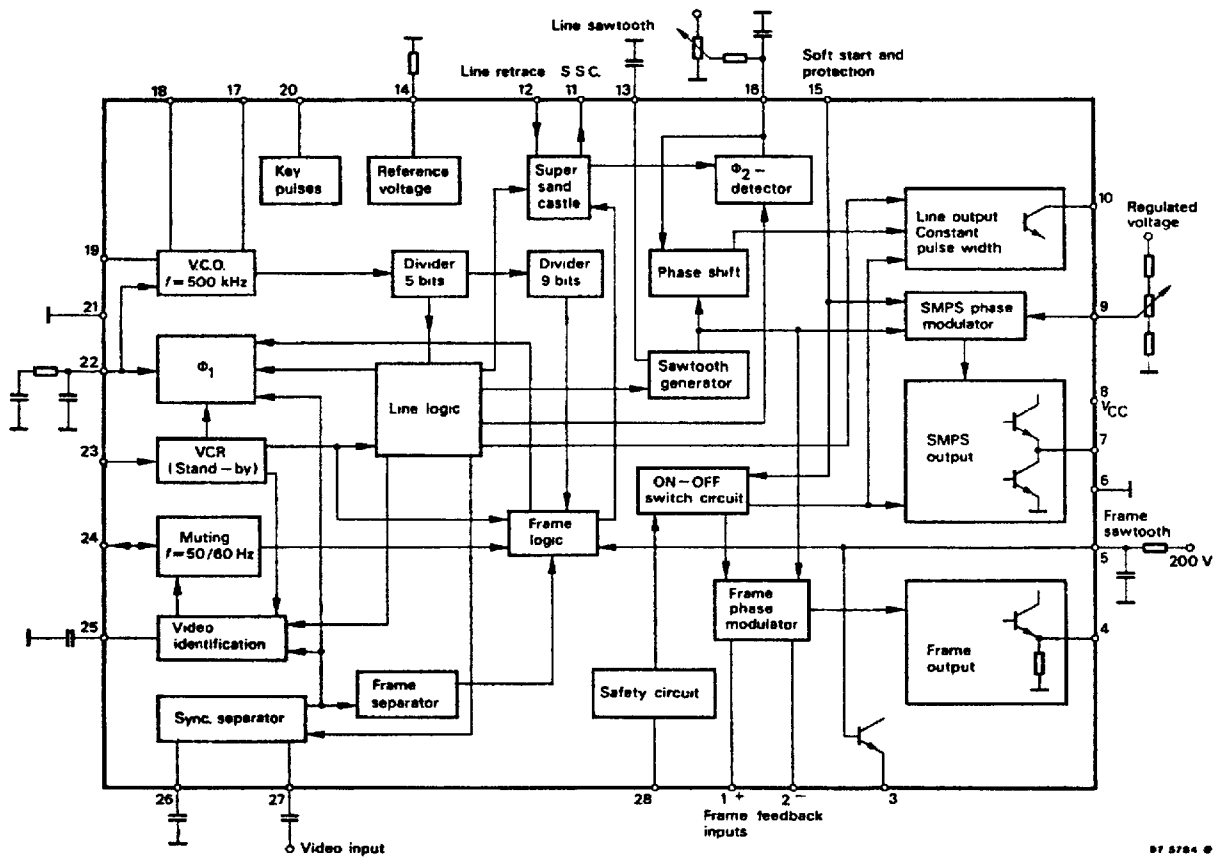 Line sawtooth
Soft start and
protection
Line retrace
S S C.
18
17
20
14
12
11
13
16
15
Key
pulses
Reference
voltage
Super
sand
castle
Φ2 –
detector
Line output
Constant
pulse width
10
Regulated
voltage
19
V.C.O.
f = 500 kHz
Divider
5 bits
Divider
9 bits
Phase shift
SMPS phase
modulator
9
21
22
Φ1
Line logic
Sawtooth
generator
8
VCC
7
SMPS
output
6
23
VCR
(Stand – by)
ON – OFF
switch circuit
Frame
sawtooth
5
200 V
24
Muting
f = 50/60 Hz
Frame
logic
Frame
phase
modulator
4
Frame
output
25
Video
identification
Frame
separator
Safety circuit
Sync. separator
26
27
28
1 +
2 –
3
Frame feedback
inputs
Video input